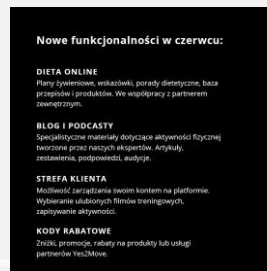 Nowe funkcjonalności w czerwcu:
DIETA ONLINE
Plany żywieniowe, wskazówki, porady dietetyczne, baza
przepisów i produktów. We współpracy z partnerem
zewnętrznym.
BLOG I PODCASTY
Specjalistyczne materiały dotyczące aktywności fizycznej
tworzone przez naszych ekspertów. Artykuły,
zestawienia, podpowiedzi, audycje.
STREFA KLIENTA
Możliwość zarządzania swoim kontem na platformie.
Wybieranie ulubionych filmów treningowych,
zapisywanie aktywności.
KODY RABATOWE
Zniżki, promocje, rabaty na produkty lub usługi
partnerów Yes2Move.